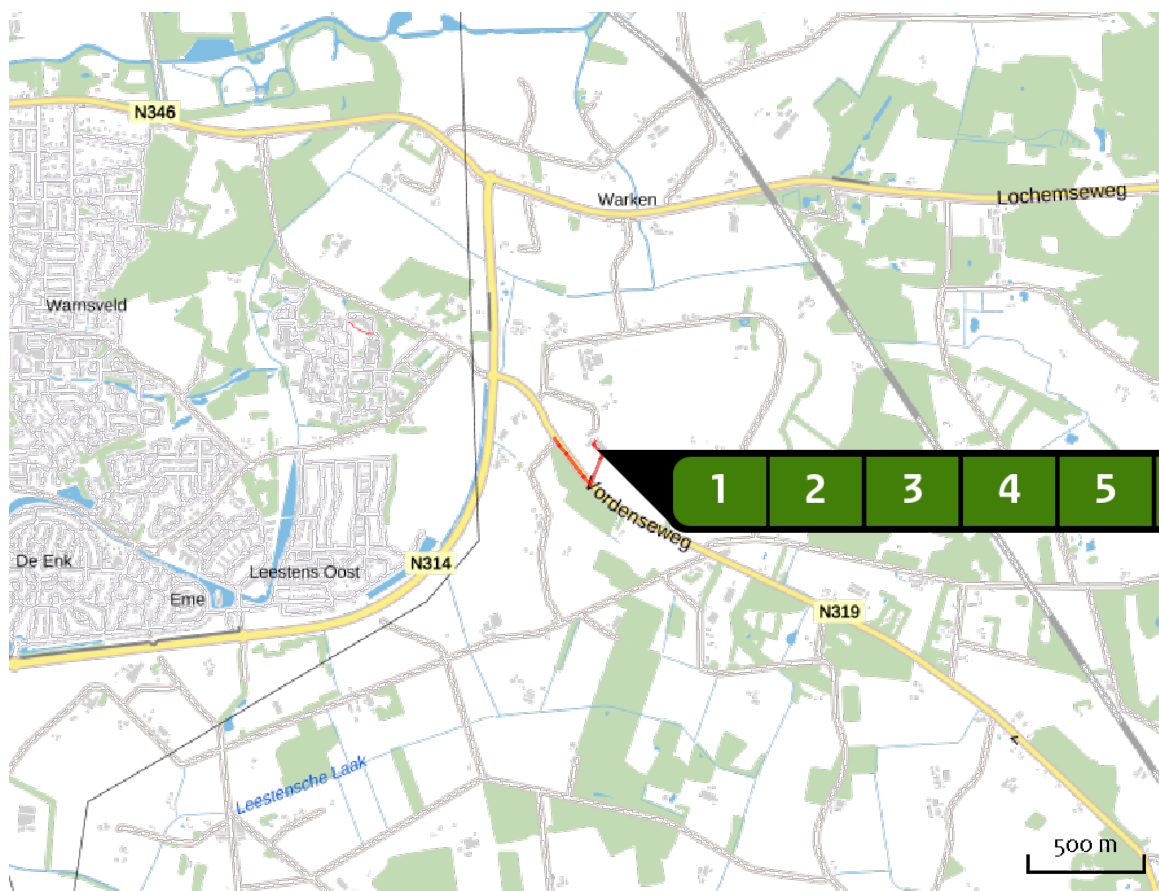 N346
Warken
Lochemseweg
Warnsveld
1 2 3 4 5
Vordenseweg
De Enk
Leestens Oost
N314
Eme
N319
Leestensche Laak
500 m